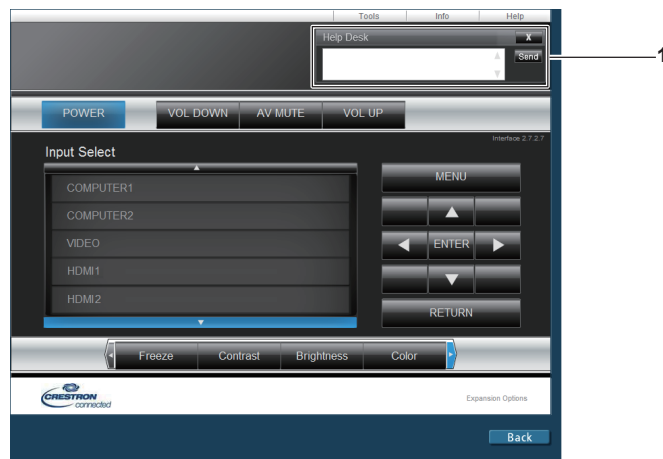 Tools Info Help
Help Desk X
Send
1
POWER VOL DOWN AV MUTE VOL UP
Interface 2.7.2.7
Input Select
COMPUTER1
COMPUTER2
VIDEO
HDMI1
HDMI2
MENU
ENTER
RETURN
Freeze Contrast Brightness Color
CRESTRON
connected
Expansion Options
Back